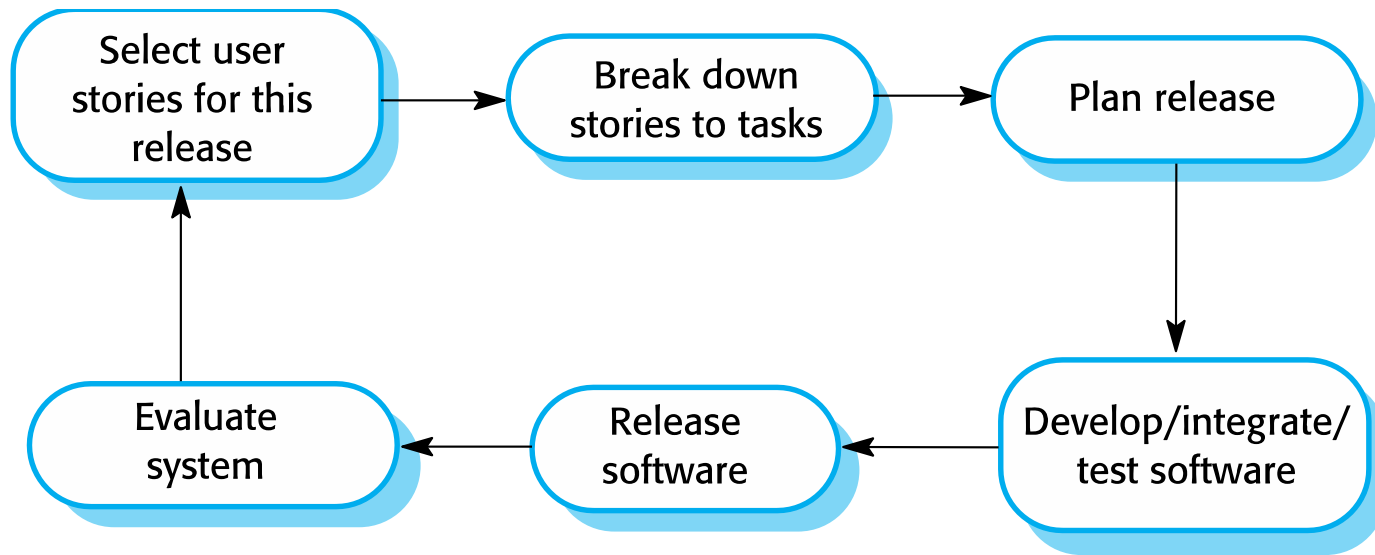 Select user
stories for this
release
Break down
stories to tasks
Plan release
Evaluate
system
Release
software
Develop/integrate/
test software